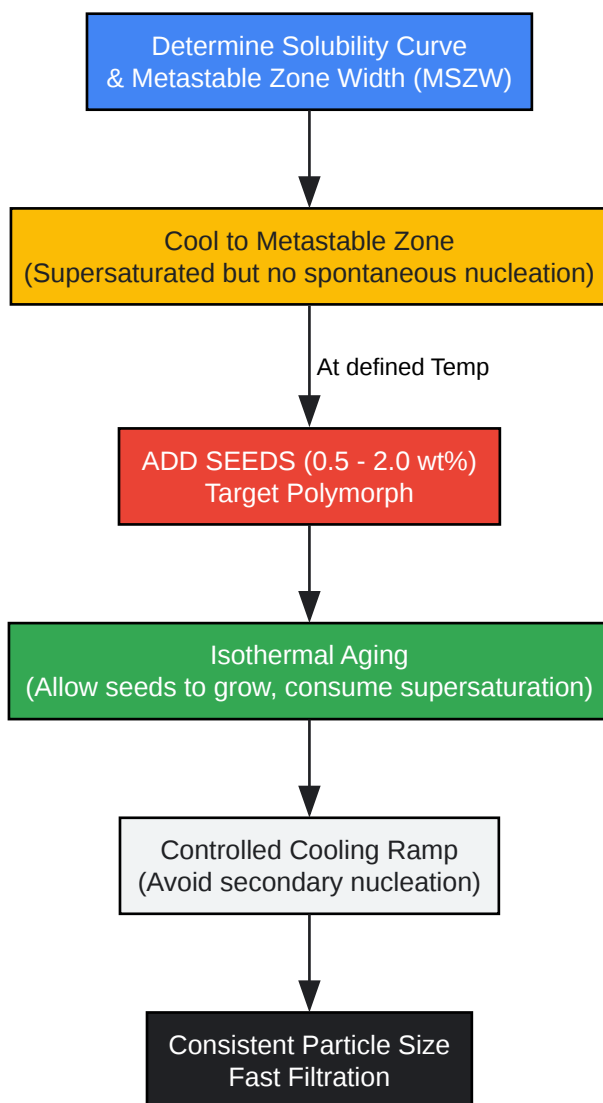 Determine Solubility Curve
& Metastable Zone Width (MSZW)
Cool to Metastable Zone
(Supersaturated but no spontaneous nucleation)
At defined Temp
ADD SEEDS (0.5 - 2.0 wt%)
Target Polymorph
Isothermal Aging
(Allow seeds to grow, consume supersaturation)
Controlled Cooling Ramp
(Avoid secondary nucleation)
Consistent Particle Size
Fast Filtration